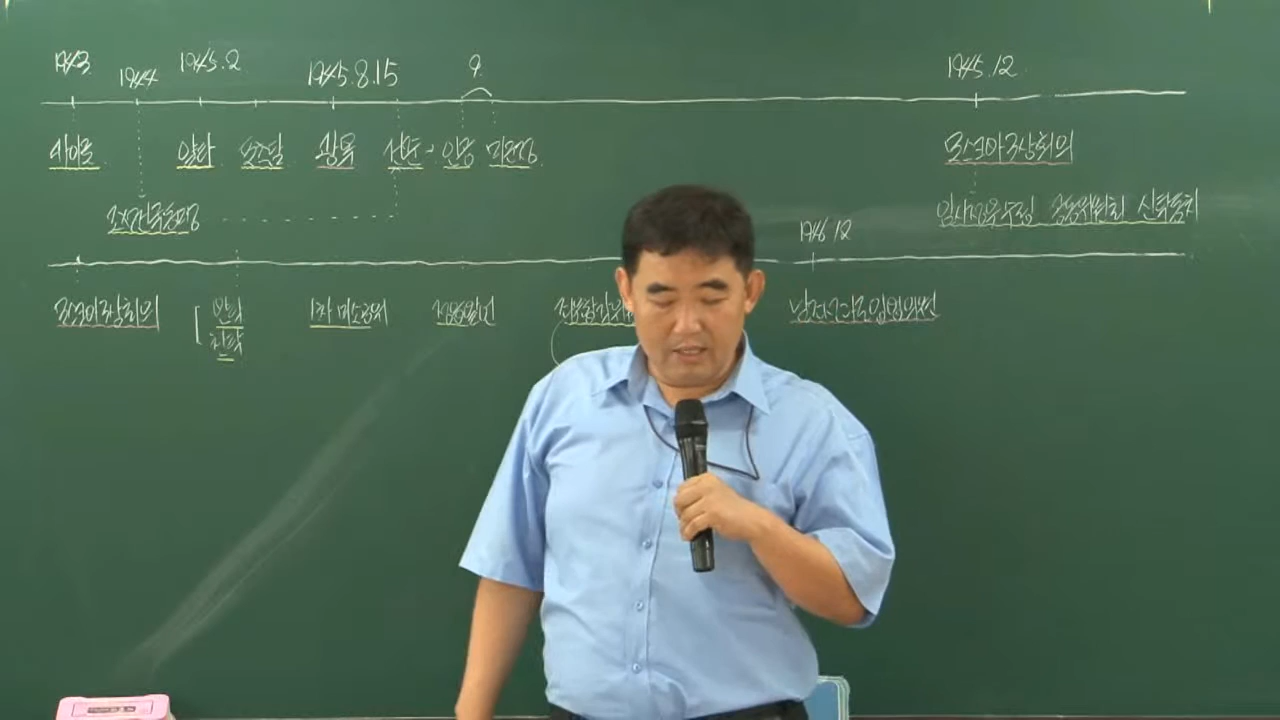 1943 1944 1945.2 1945.8.15 9. 1945.12
카이로 얄타 포츠담 광복 건준 - 인공 미군정 모스크바 3상회의
조선건국동맹 임시정부수립 공동위원회 신탁통치
1946 12
모스크바 3상회의 반탁 1차 미소공위 정읍발언 좌우합작위 남조선과도입법의원
찬탁